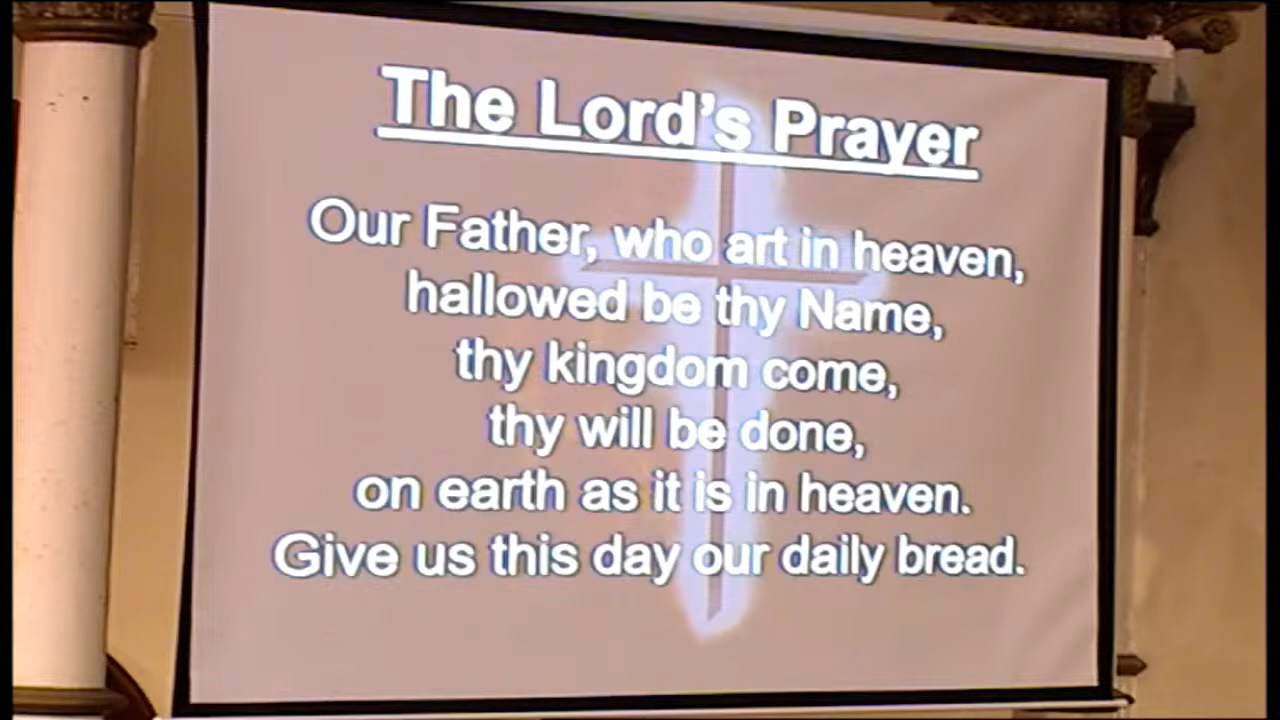 The Lord's Prayer
Our Father, who art in heaven,
hallowed be thy Name,
thy kingdom come,
thy will be done,
on earth as it is in heaven.
Give us this day our daily bread.